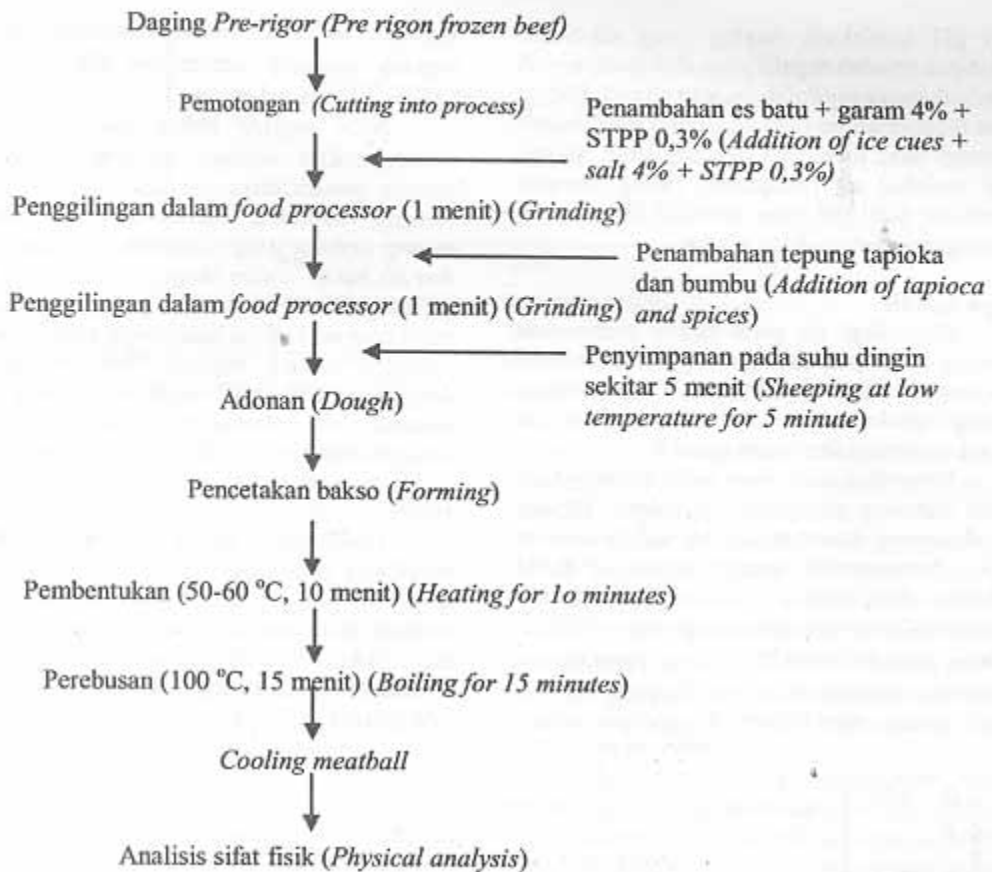 Daging Pre-rigor (Pre rigon frozen beef)
Pemotongan (Cutting into process)
Penambahan es batu + garam 4% +
STPP 0,3% (Addition of ice cues +
salt 4% + STPP 0,3%)
Penggilingan dalam food processor (1 menit) (Grinding)
Penambahan tepung tapioka
dan bumbu (Addition of tapioca
and spices)
Penggilingan dalam food processor (1 menit) (Grinding)
Penyimpanan pada suhu dingin
sekitar 5 menit (Sheeping at low
temperature for 5 minute)
Adonan (Dough)
Pencetakan bakso (Forming)
Pembentukan (50-60 °C, 10 menit) (Heating for 1o minutes)
Perebusan (100 °C, 15 menit) (Boiling for 15 minutes)
Cooling meatball
Analisis sifat fisik (Physical analysis)